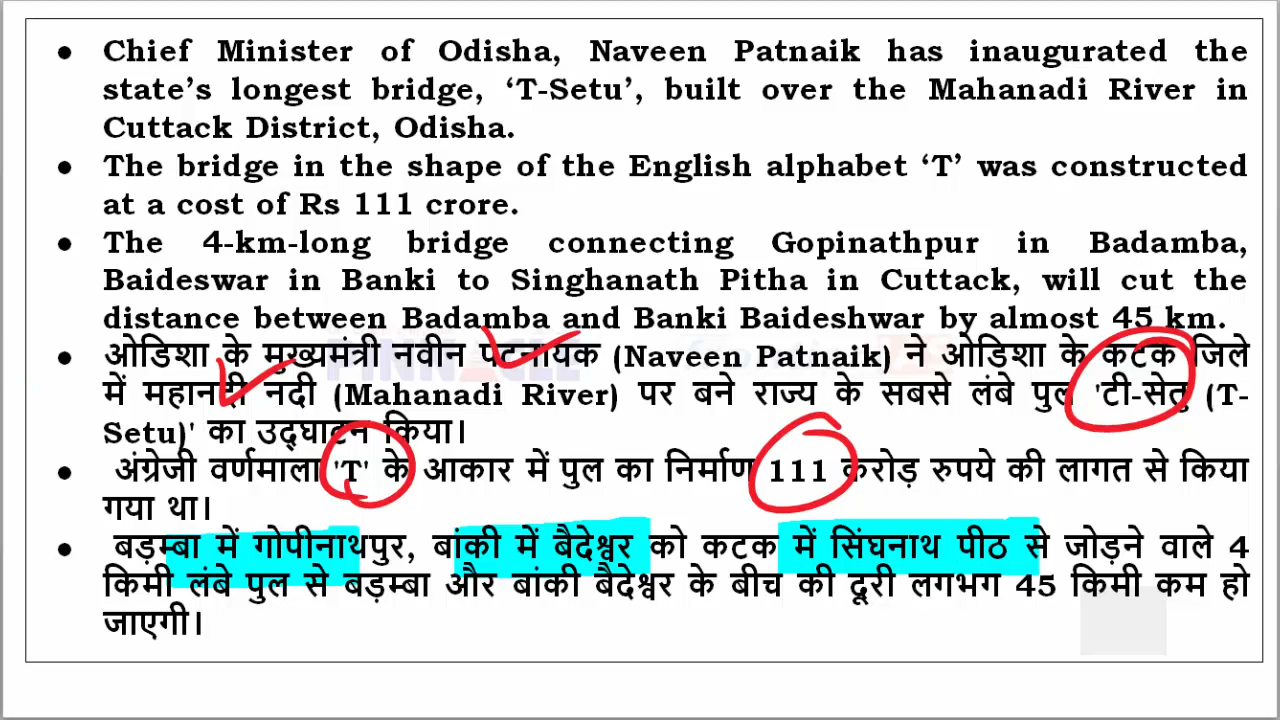 ● Chief Minister of Odisha, Naveen Patnaik has inaugurated the
state's longest bridge, 'T-Setu', built over the Mahanadi River in
Cuttack District, Odisha.
● The bridge in the shape of the English alphabet 'T' was constructed
at a cost of Rs 111 crore.
● The 4-km-long bridge connecting Gopinathpur in Badamba,
Baideswar in Banki to Singhanath Pitha in Cuttack, will cut the
distance between Badamba and Banki Baideshwar by almost 45 km.
● ओडिशा के मुख्यमंत्री नवीन पटनायक (Naveen Patnaik) ने ओडिशा के कटक जिले
में महानदी नदी (Mahanadi River) पर बने राज्य के सबसे लंबे पुल 'टी-सेतु (T-
Setu)' का उद्घाटन किया।
● अंग्रेजी वर्णमाला 'T' के आकार में पुल का निर्माण 111 करोड़ रुपये की लागत से किया
गया था।
● बड़म्बा में गोपीनाथपुर, बांकी में बैदेश्वर को कटक में सिंघनाथ पीठ से जोड़ने वाले 4
किमी लंबे पुल से बड़म्बा और बांकी बैदेश्वर के बीच की दूरी लगभग 45 किमी कम हो
जाएगी।
PINNACLE